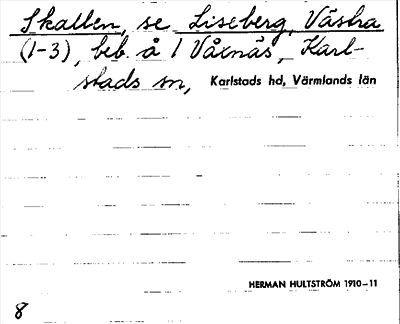 Skallen, se Liseberg, Västra
(1-3), beb. å 1 Våxnäs, Karl-
stads sn, Karlstads hd, Värmlands län
HERMAN HULTSTRÖM 1910-11
8